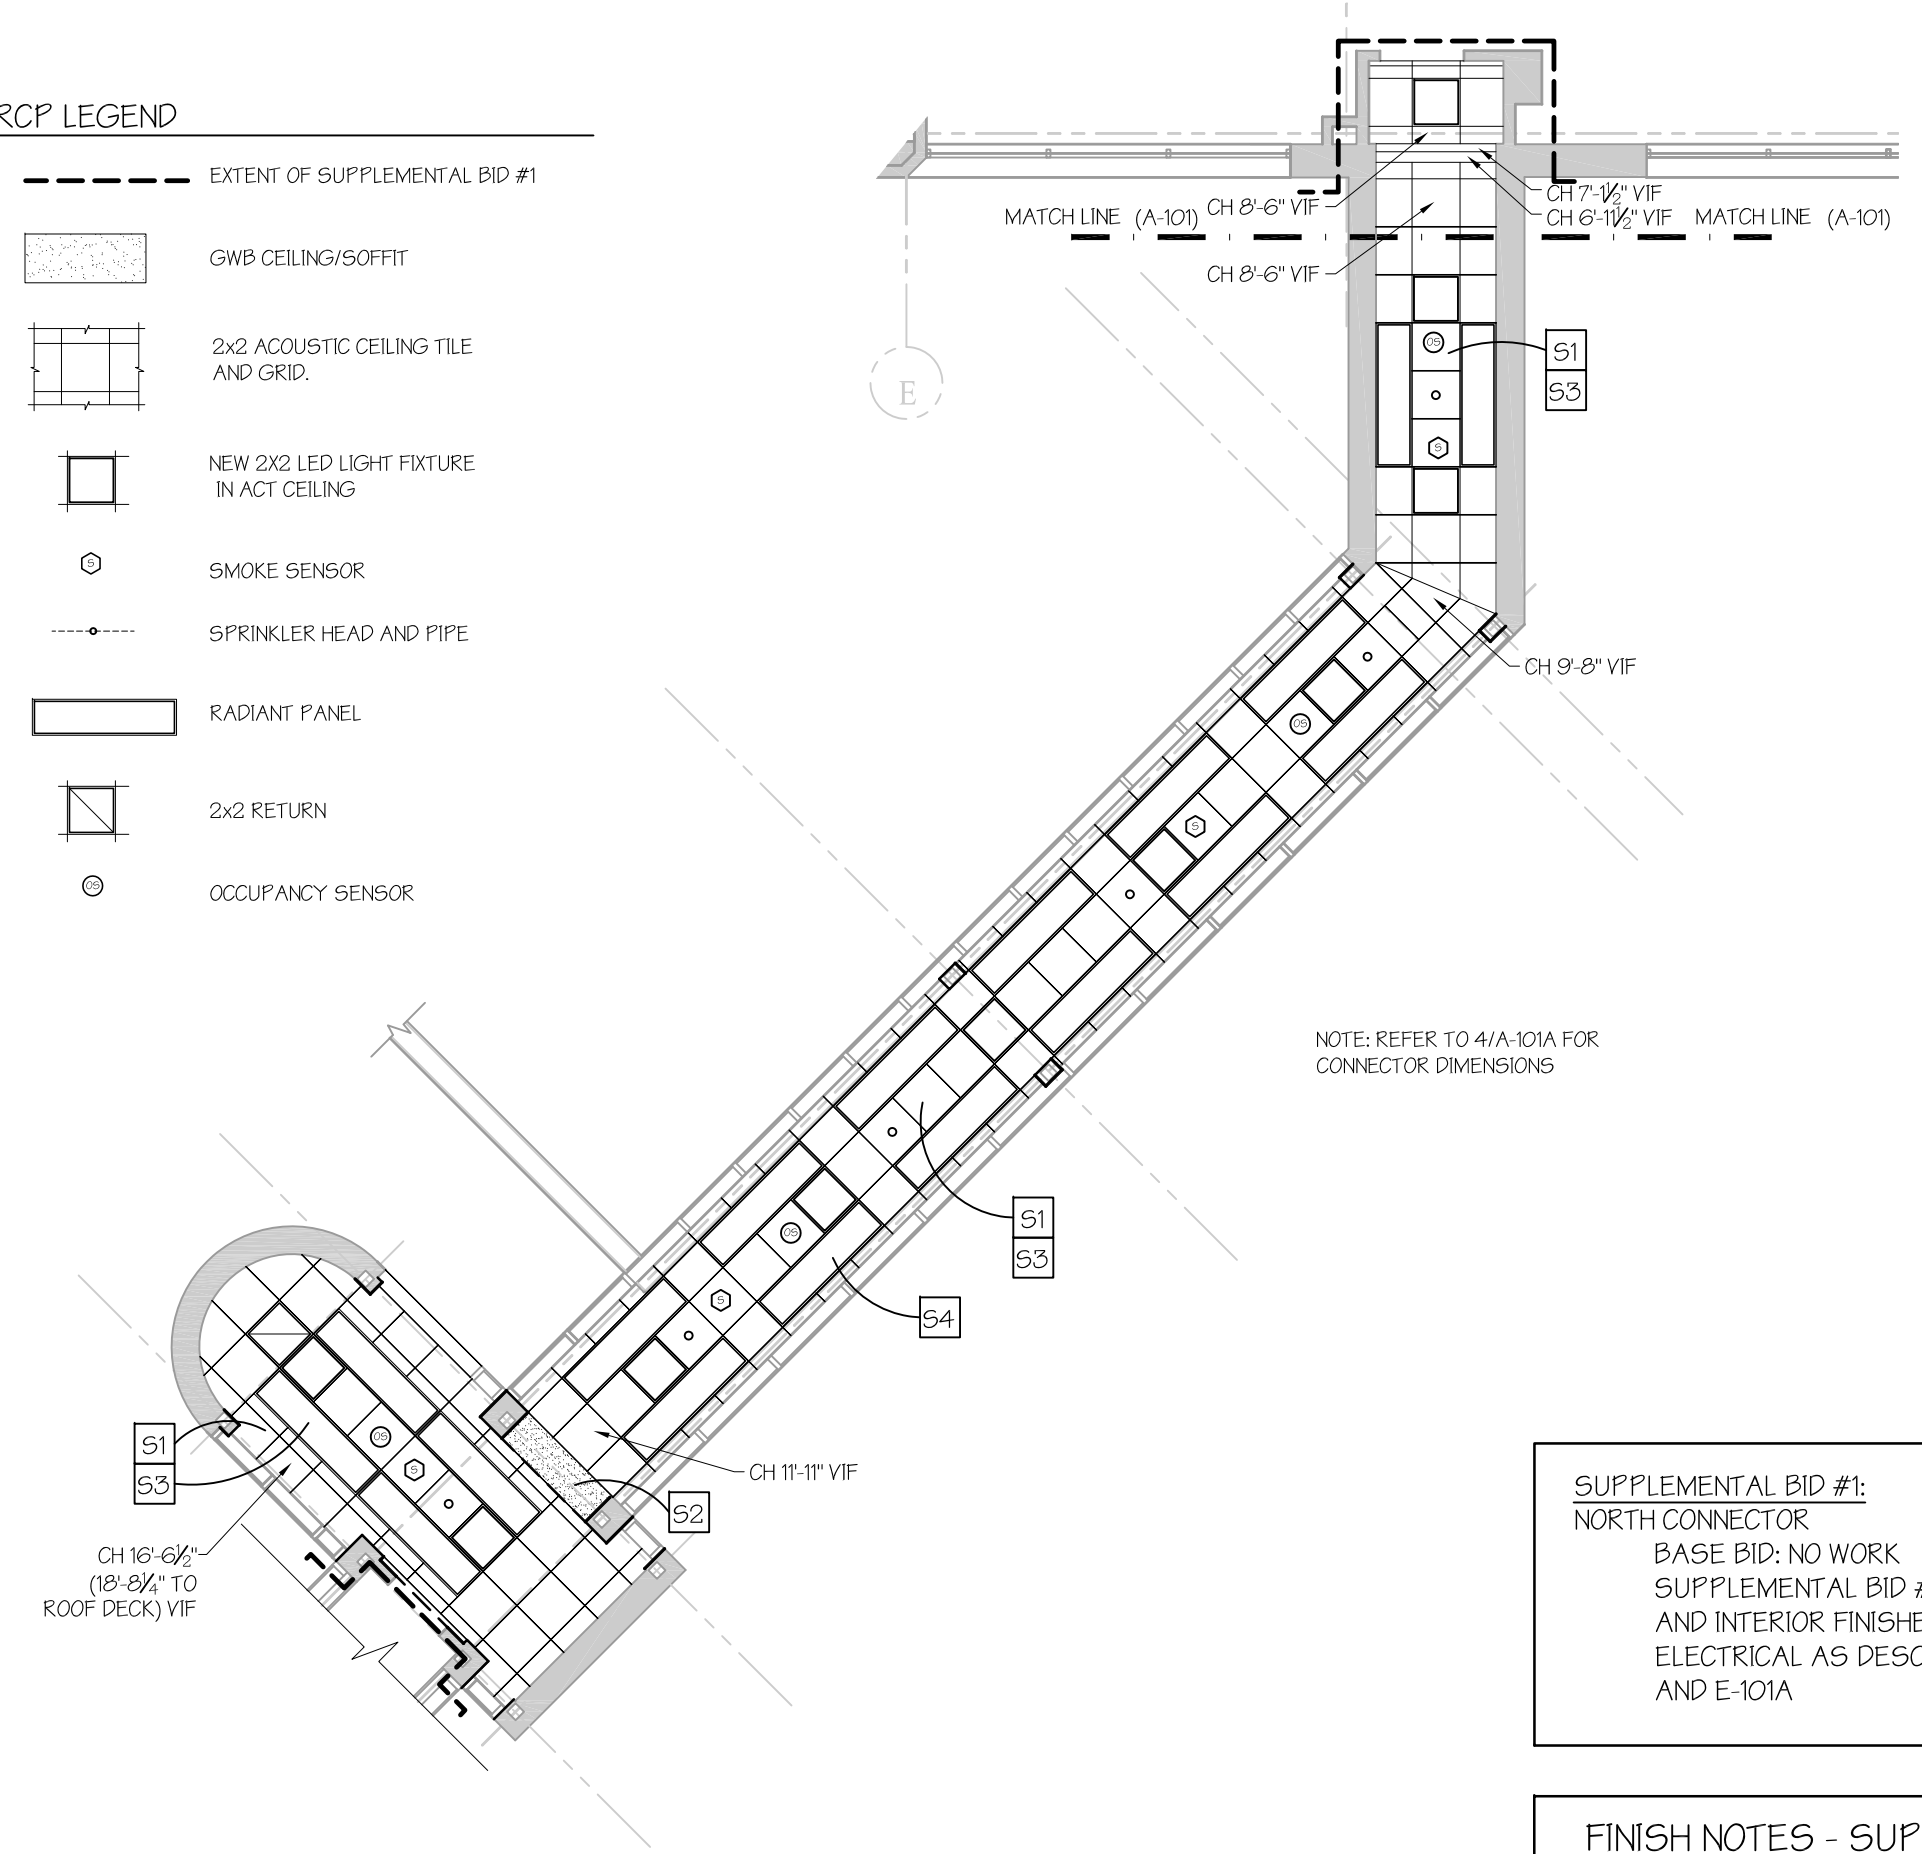 RCP LEGEND
EXTENT OF SUPPLEMENTAL BID #1
GWB CEILING/SOFFIT
2x2 ACOUSTIC CEILING TILE
AND GRID.
NEW 2X2 LED LIGHT FIXTURE
IN ACT CEILING
S
SMOKE SENSOR
SPRINKLER HEAD AND PIPE
RADIANT PANEL
2x2 RETURN
OS
OCCUPANCY SENSOR
MATCH LINE (A-101)
CH 8'-6" VIF
CH 7'-1½" VIF
CH 6'-11½" VIF
MATCH LINE (A-101)
CH 8'-6" VIF
E
OS
S1
S3
S
CH 9'-8" VIF
OS
S
NOTE: REFER TO 4/A-101A FOR
CONNECTOR DIMENSIONS
S1
S3
OS
S
S4
S1
S3
OS
S
CH 11'-11" VIF
S2
CH 16'-6½"
(18'-8¼" TO
ROOF DECK) VIF
SUPPLEMENTAL BID #1:
NORTH CONNECTOR
BASE BID: NO WORK
SUPPLEMENTAL BID
AND INTERIOR
ELECTRICAL AS
AND E-101A
FINISH NOTES -